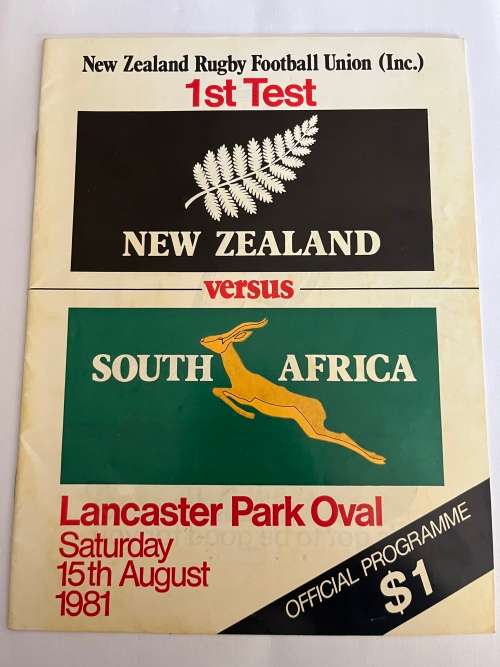 New Zealand Rugby Football Union (Inc.)
1st Test
NEW ZEALAND
versus
SOUTH AFRICA
Lancaster Park Oval
Saturday
15th August
1981
OFFICIAL PROGRAMME
$1